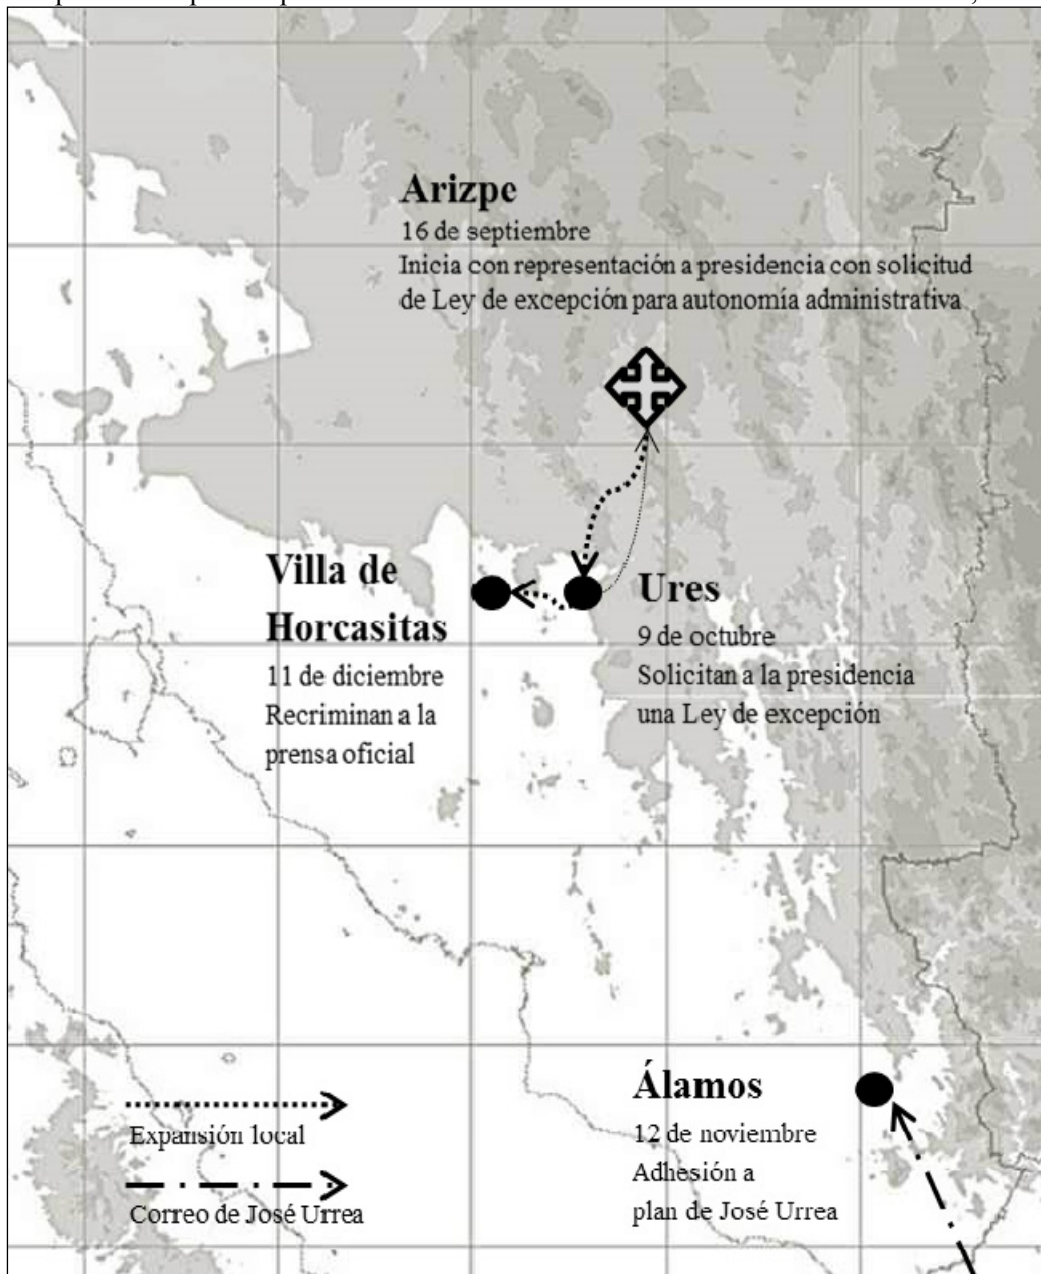 Arizpe
16 de septiembre
Inicia con representación a presidencia con solicitud
de Ley de excepción para autonomía administrativa
Villa de
Horcasitas
11 de diciembre
Recriminan a la
prensa oficial
Ures
9 de octubre
Solicitan a la presidencia
una Ley de excepción
Álamos
12 de noviembre
Adhesión a
plan de José Urrea
Expansión local
Correo de José Urrea